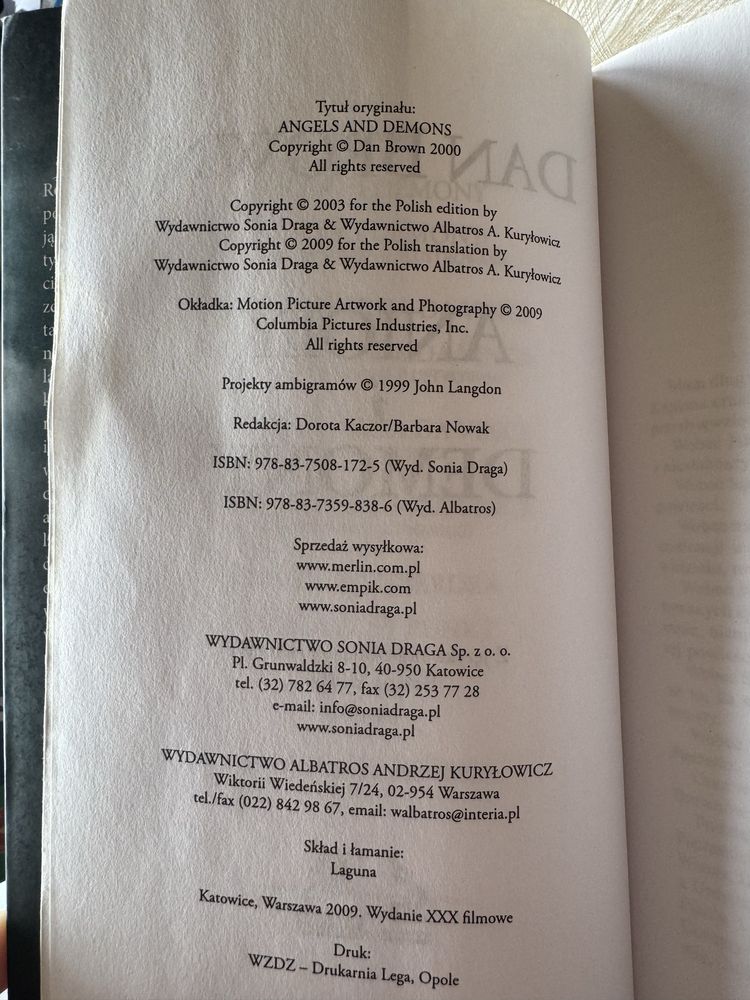 Tytuł oryginału:
ANGELS AND DEMONS
Copyright © Dan Brown 2000
All rights reserved
Copyright © 2003 for the Polish edition by
Wydawnictwo Sonia Draga & Wydawnictwo Albatros A. Kuryłowicz
Copyright © 2009 for the Polish translation by
Wydawnictwo Sonia Draga & Wydawnictwo Albatros A. Kuryłowicz
Okładka: Motion Picture Artwork and Photography © 2009
Columbia Pictures Industries, Inc.
All rights reserved
Projekty ambigramów © 1999 John Langdon
Redakcja: Dorota Kaczor/Barbara Nowak
ISBN: 978-83-7508-172-5 (Wyd. Sonia Draga)
ISBN: 978-83-7359-838-6 (Wyd. Albatros)
Sprzedaż wysyłkowa:
www.merlin.com.pl
www.empik.com
www.soniadraga.pl
WYDAWNICTWO SONIA DRAGA Sp. z o. o.
Pl. Grunwaldzki 8-10, 40-950 Katowice
tel. (32) 782 64 77, fax (32) 253 77 28
e-mail: info@soniadraga.pl
www.soniadraga.pl
WYDAWNICTWO ALBATROS ANDRZEJ KURYŁOWICZ
Wiktorii Wiedeńskiej 7/24, 02-954 Warszawa
tel./fax (022) 842 98 67, email: walbatros@interia.pl
Skład i łamanie:
Laguna
Katowice, Warszawa 2009. Wydanie XXX filmowe
Druk:
WZDZ – Drukarnia Lega, Opole